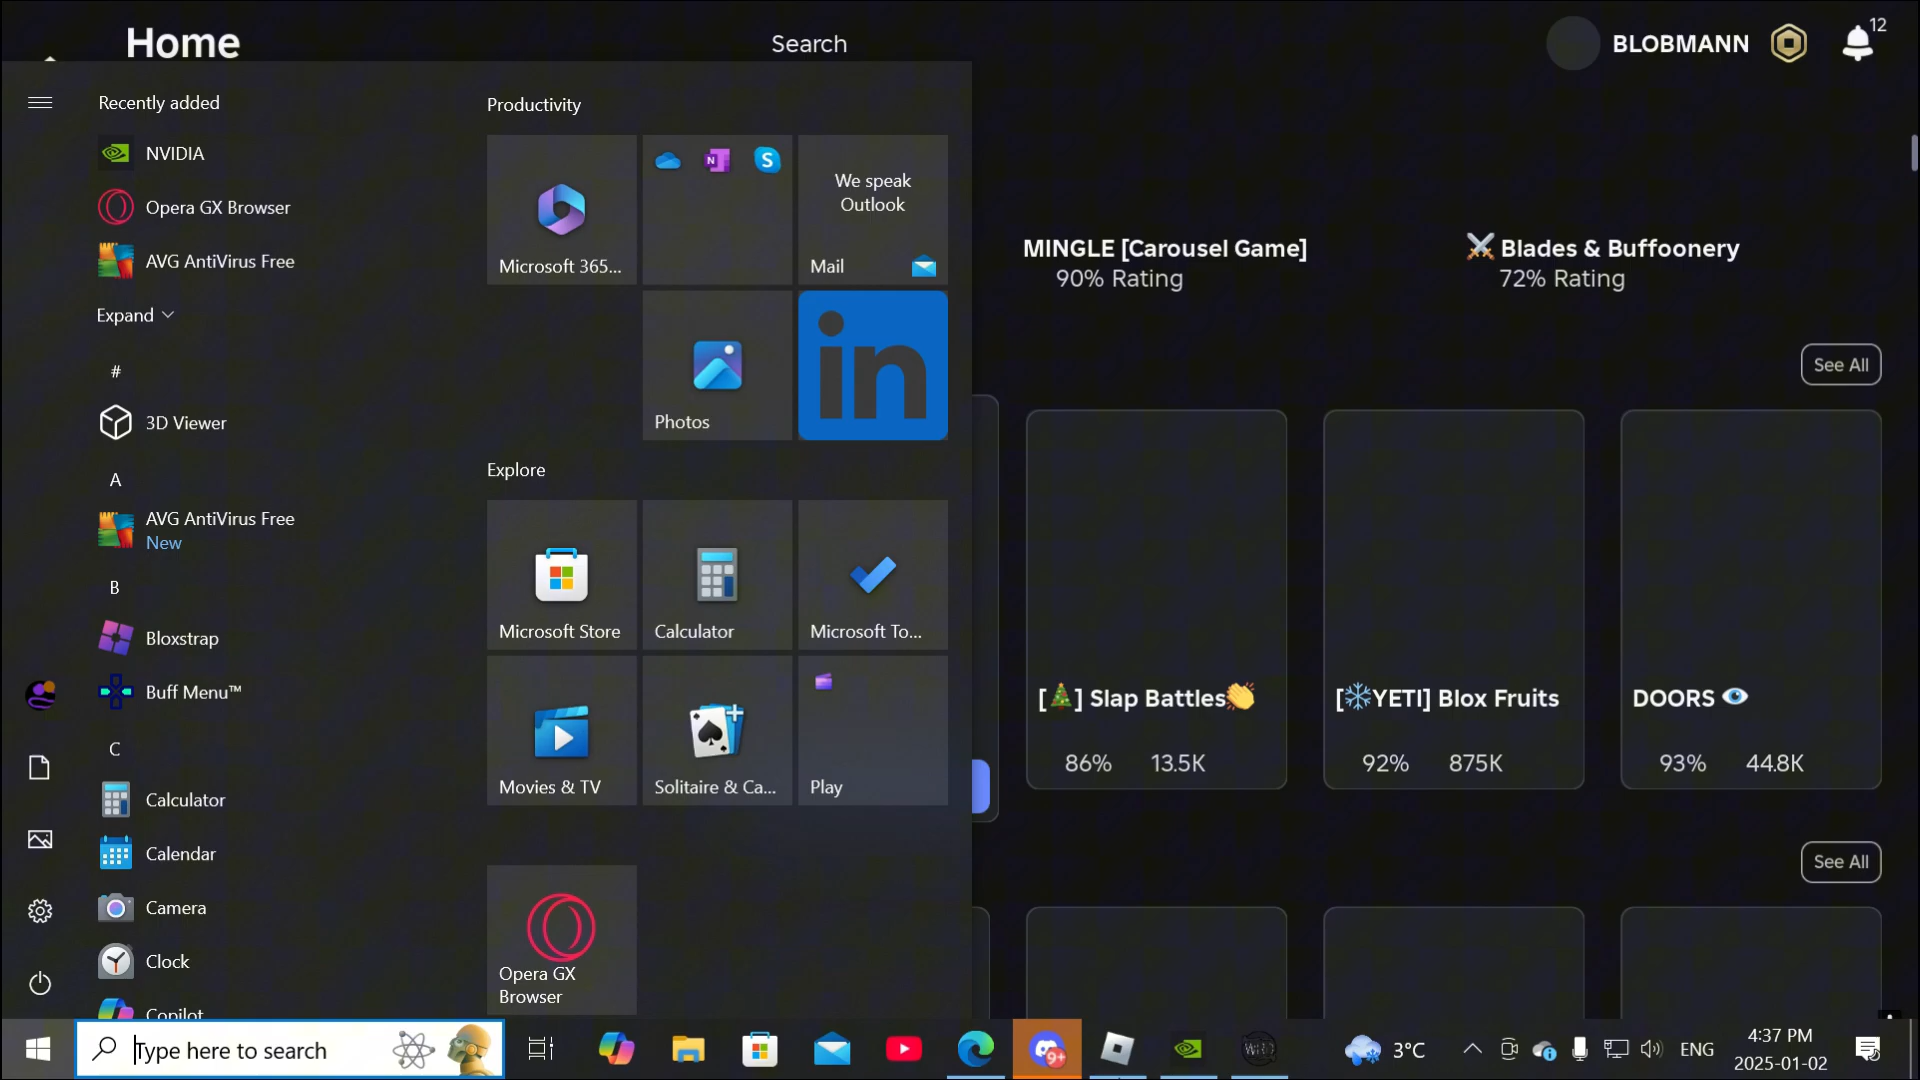 Home
Search
BLOBMANN
12
Recently added
NVIDIA
Opera GX Browser
AVG AntiVirus Free
Expand
#
3D Viewer
A
AVG AntiVirus Free
New
B
Bloxstrap
Buff Menu™
C
Calculator
Calendar
Camera
Clock
Copilot
Productivity
Microsoft 365...
N
S
We speak
Outlook
Mail
Photos
in
Explore
Microsoft Store
Calculator
Microsoft To...
Movies & TV
Solitaire & Ca...
Play
Opera GX
Browser
MINGLE [Carousel Game]
90% Rating
⚔️ Blades & Buffoonery
72% Rating
See All
[🎄] Slap Battles👏
86% 13.5K
[❄️YETI] Blox Fruits
92% 875K
DOORS 👁️
93% 44.8K
See All
Type here to search
9+
WRD
3°C
ENG
4:37 PM
2025-01-02